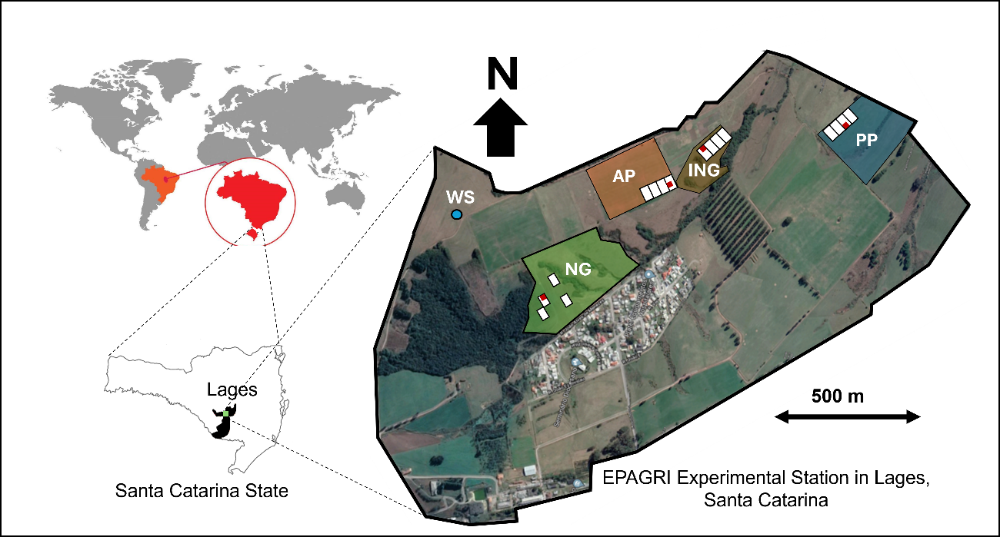 N
WS
AP
ING
PP
NG
Lages
500 m
Santa Catarina State
EPAGRI Experimental Station in Lages,
Santa Catarina